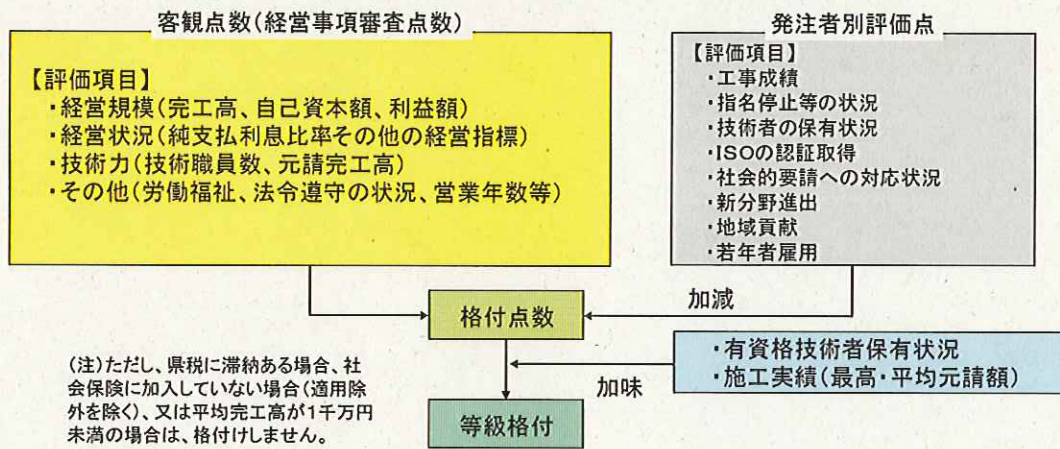 客観点数(経営事項審査点数)
【評価項目】
・経営規模(完工高、自己資本額、利益額)
・経営状況(純支払利息比率その他の経営指標)
・技術力(技術職員数、元請完工高)
・その他(労働福祉、法令遵守の状況、営業年数等)
発注者別評価点
【評価項目】
・工事成績
・指名停止等の状況
・技術者の保有状況
・ISOの認証取得
・社会的要請への対応状況
・新分野進出
・地域貢献
・若年者雇用
格付点数
加減
・有資格技術者保有状況
・施工実績(最高・平均元請額)
加味
等級格付
(注)ただし、県税に滞納ある場合、社
会保険に加入していない場合(適用除
外を除く)、又は平均完工高が1千万円
未満の場合は、格付けしません。